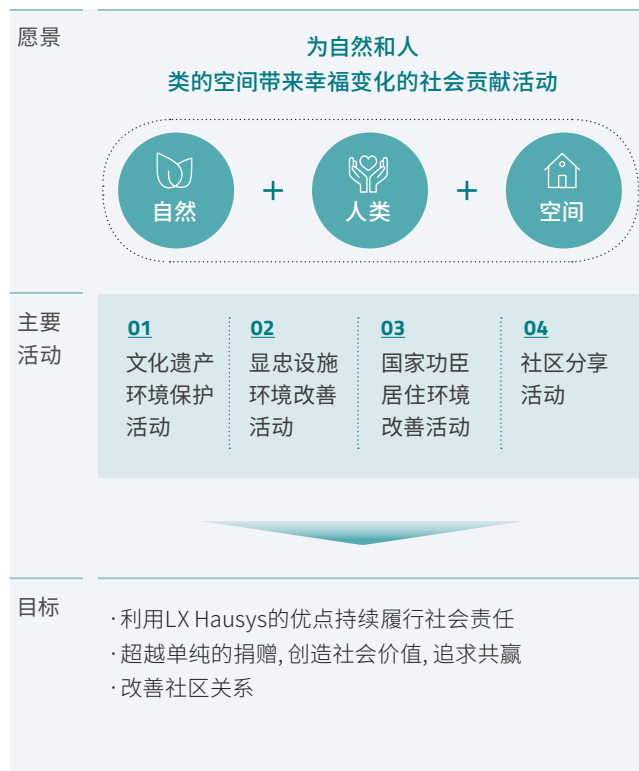 愿景
为自然和人
类的空间带来幸福变化的社会贡献活动
自然
+
人类
+
空间
主要
活动
01
文化遗产
环境保护
活动
02
显忠设施
环境改善
活动
03
国家功臣
居住环境
改善活动
04
社区分享
活动
目标
·利用LX Hausys的优点持续履行社会责任
·超越单纯的捐赠, 创造社会价值, 追求共赢
·改善社区关系